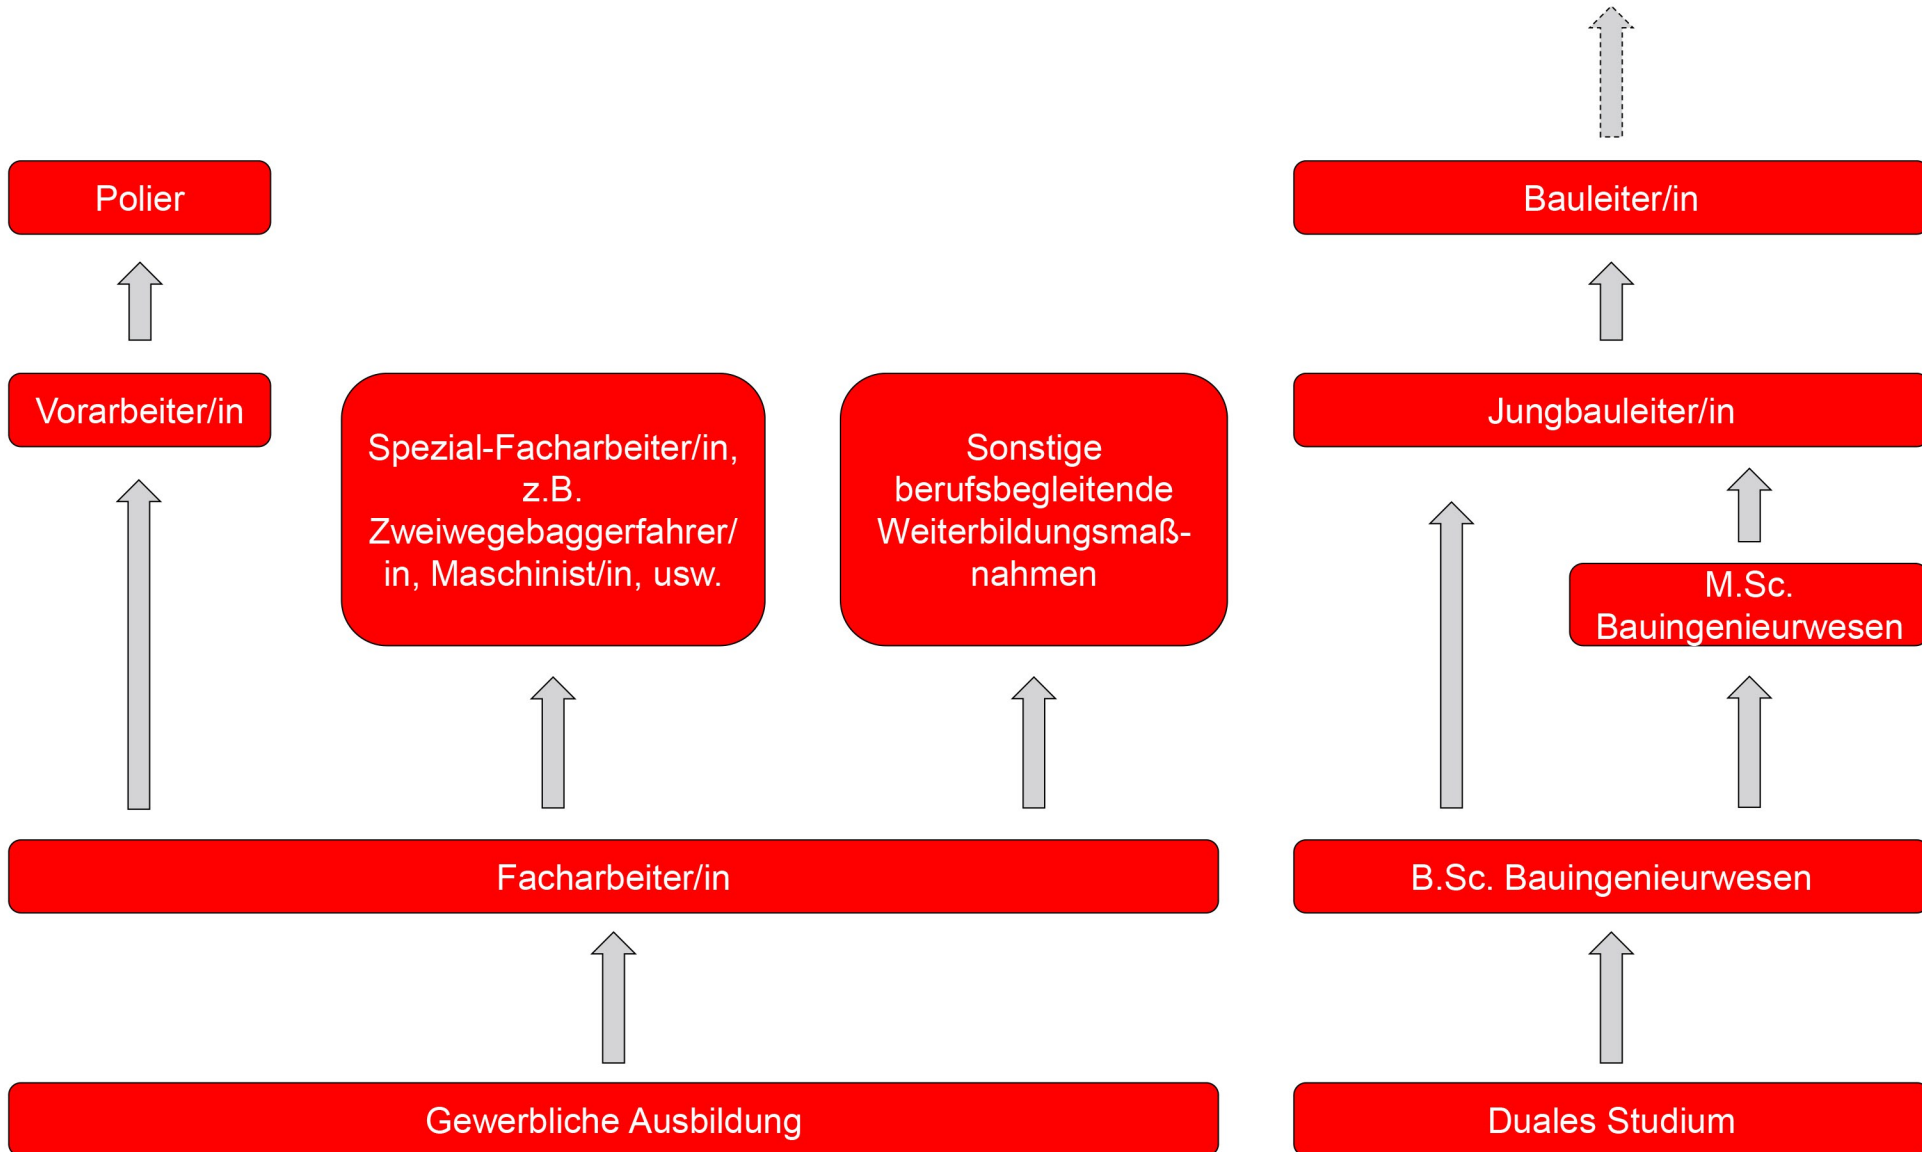 Polier
Bauleiter/in
Vorarbeiter/in
Spezial-Facharbeiter/in,
z.B.
Zweiwegebaggerfahrer/
in, Maschinist/in, usw.
Sonstige
berufsbegleitende
Weiterbildungsmaß-
nahmen
Jungbauleiter/in
M.Sc.
Bauingenieurwesen
Facharbeiter/in
B.Sc. Bauingenieurwesen
Gewerbliche Ausbildung
Duales Studium